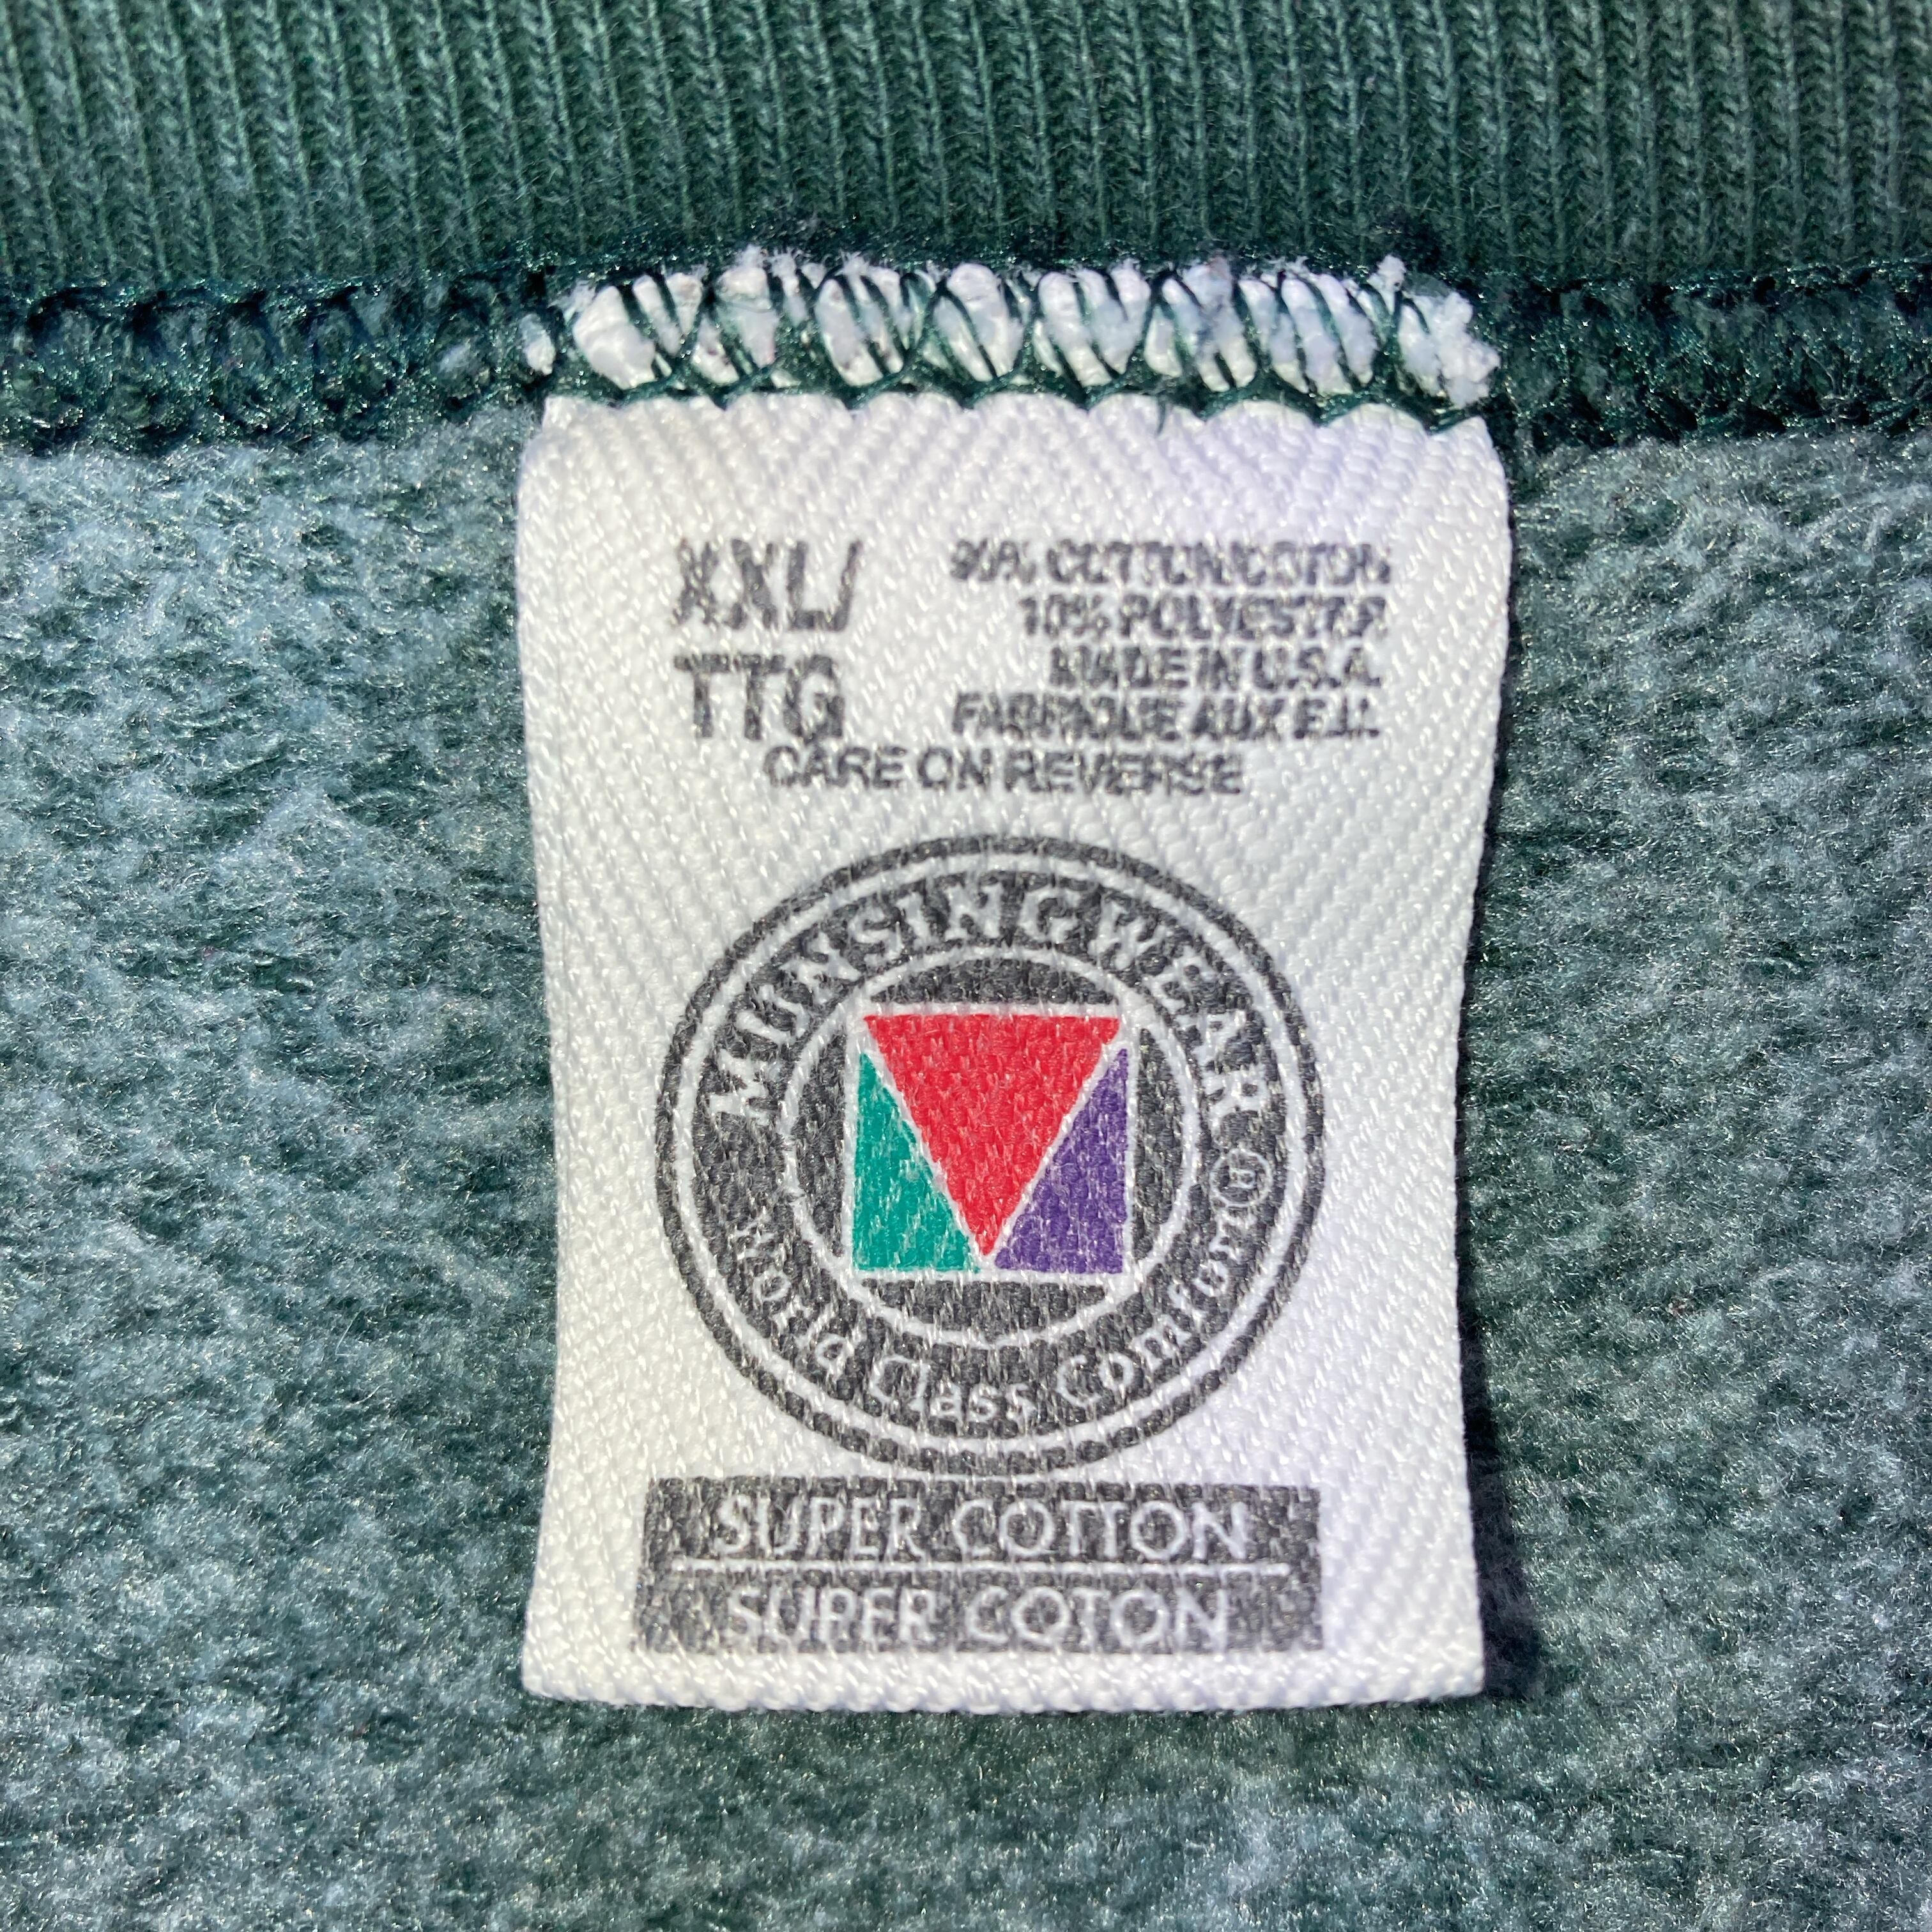 XXL/
TTG
90% COTTON/COTON
10% POLYESTER
MADE IN U.S.A.
FABRIQUE AUX E.U.
CARE ON REVERSE
MUNSINGWEAR®
World Class Comfort
SUPER COTTON
SUPER COTON